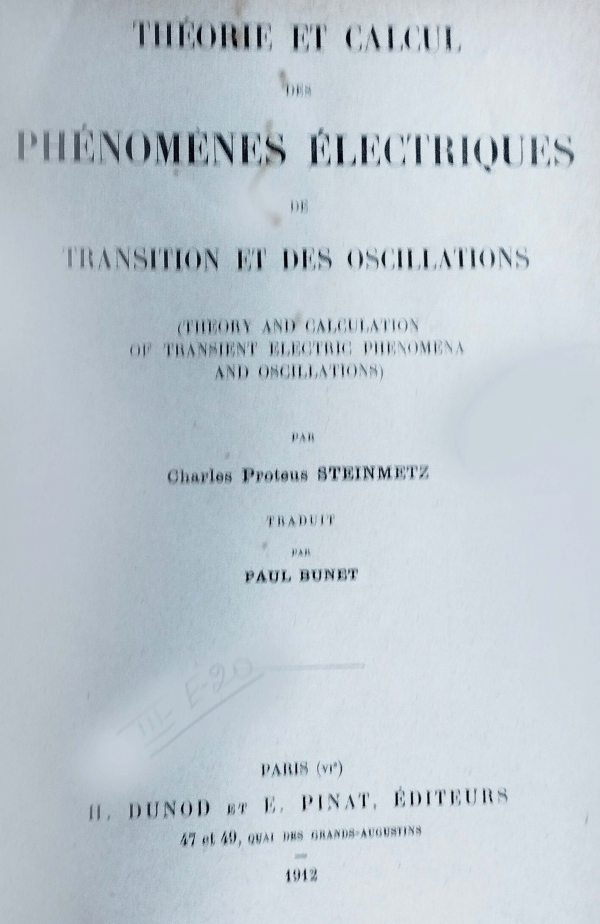 THÉORIE ET CALCUL
DES
PHÉNOMÈNES ÉLECTRIQUES
DE
TRANSITION ET DES OSCILLATIONS
(THEORY AND CALCULATION
OF TRANSIENT ELECTRIC PHENOMENA
AND OSCILLATIONS)
PAR
Charles Proteus STEINMETZ
TRADUIT
PAR
PAUL BUNET
III- E-20
PARIS (VIe)
H. DUNOD ET E. PINAT, ÉDITEURS
47 et 49, QUAI DES GRANDS-AUGUSTINS
1912